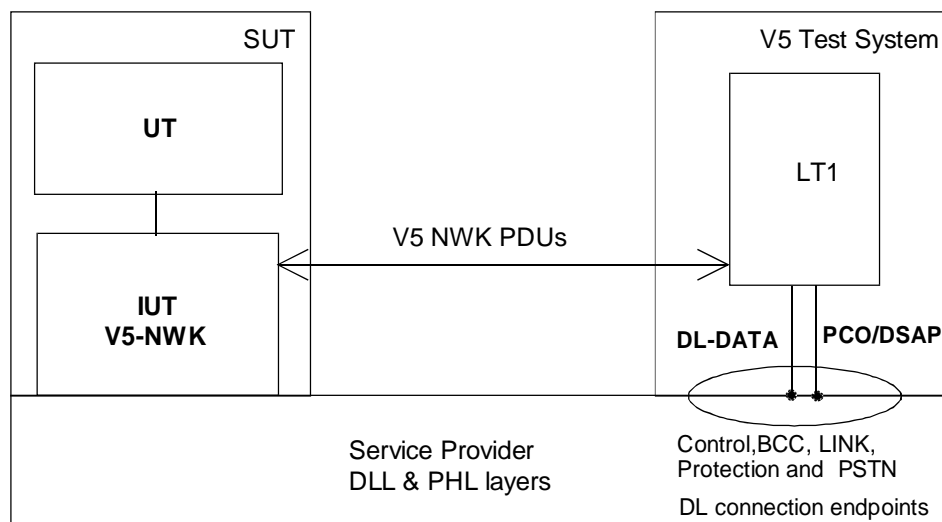 SUT
V5 Test System
UT
LT1
V5 NWK PDUs
IUT
V5-NWK
DL-DATA
PCO/DSAP
Service Provider
DLL & PHL layers
Control,BCC, LINK,
Protection and PSTN
DL connection endpoints